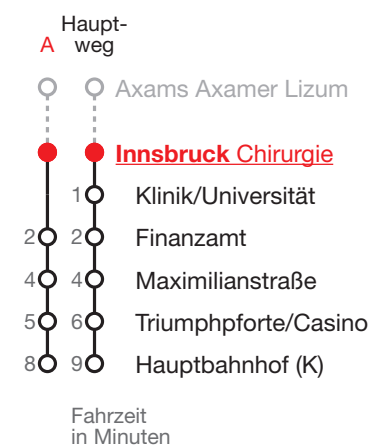 Haupt-
A weg
Axams Axamer Lizum
Innsbruck Chirurgie
1 Klinik/Universität
2 2 Finanzamt
4 4 Maximilianstraße
5 6 Triumphpforte/Casino
8 9 Hauptbahnhof (K)
Fahrzeit
in Minuten